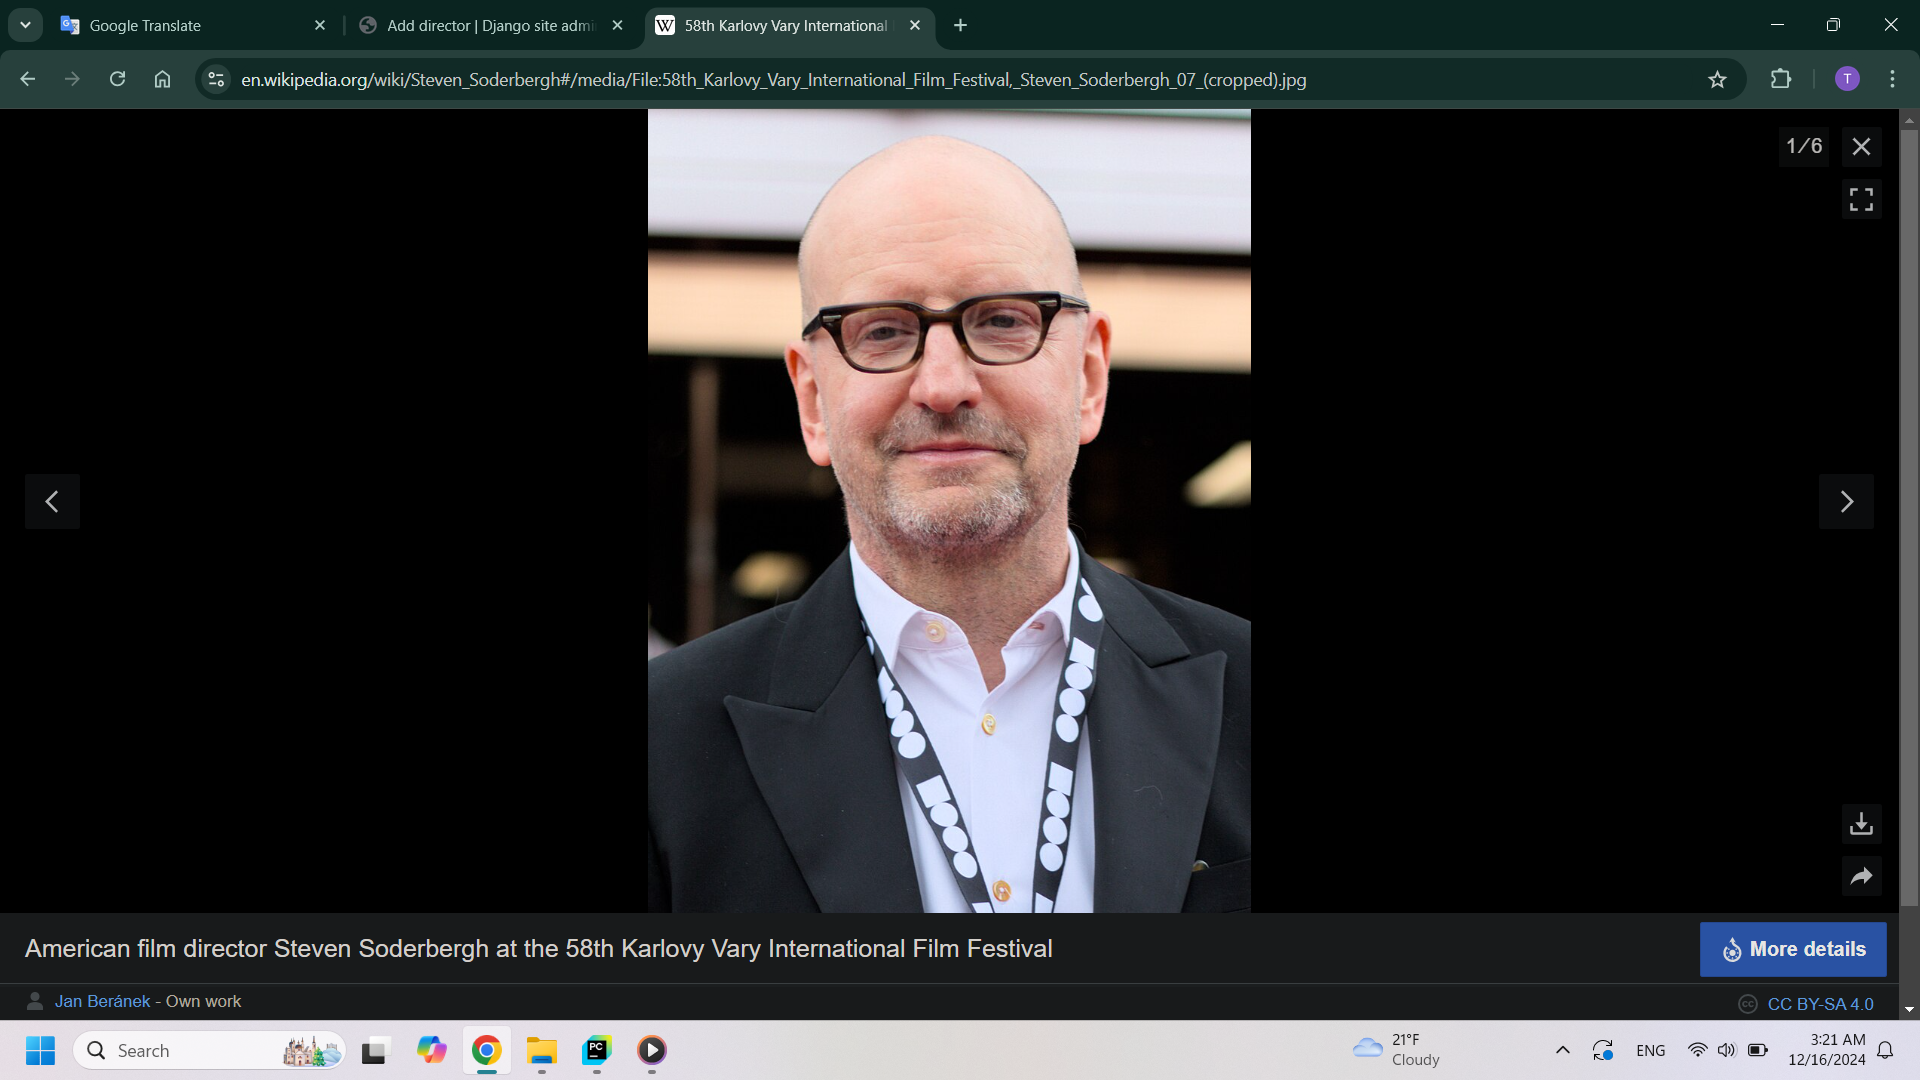 Google Translate
Add director | Django site admi
W
58th Karlovy Vary International
en.wikipedia.org/wiki/Steven_Soderbergh#/media/File:58th_Karlovy_Vary_International_Film_Festival,_Steven_Soderbergh_07_(cropped).jpg
T
1/6
American film director Steven Soderbergh at the 58th Karlovy Vary International Film Festival
More details
Jan Beránek - Own work
cc CC BY-SA 4.0
Search
PC
21°F
Cloudy
ENG
3:21 AM
12/16/2024